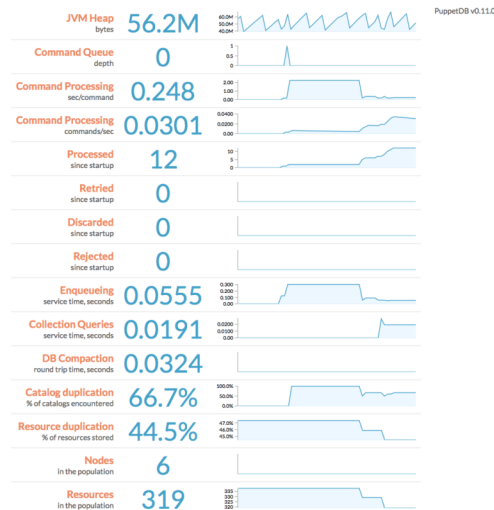 PuppetDB v0.11.0
JVM Heap
bytes
56.2M
60.0M
50.0M
40.0M
Command Queue
depth
0
1
0.5
0
Command Processing
sec/command
0.248
2.00
1.00
0.00
Command Processing
commands/sec
0.0301
0.0400
0.0200
0.00
Processed
since startup
12
10
5
0
Retried
since startup
0
Discarded
since startup
0
Rejected
since startup
0
Enqueueing
service time, seconds
0.0555
0.300
0.200
0.100
0.00
Collection Queries
service time, seconds
0.0191
0.0200
0.0100
0.00
DB Compaction
round trip time, seconds
0.0324
Catalog duplication
% of catalogs encountered
66.7%
100.0%
50.0%
0.0%
Resource duplication
% of resources stored
44.5%
47.0%
46.0%
45.0%
Nodes
in the population
6
Resources
in the population
319
335
330
325
320